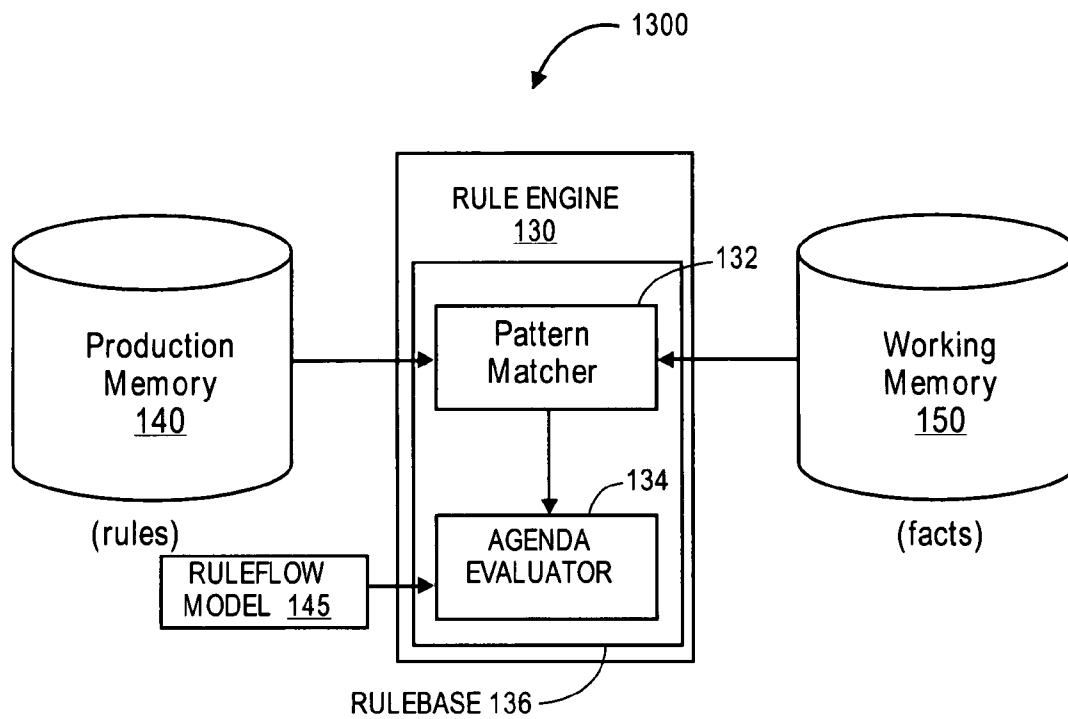 1300
RULE ENGINE
130
132
Production
Memory
140
(rules)
Pattern
Matcher
Working
Memory
150
(facts)
134
AGENDA
EVALUATOR
RULEFLOW
MODEL 145
RULEBASE 136